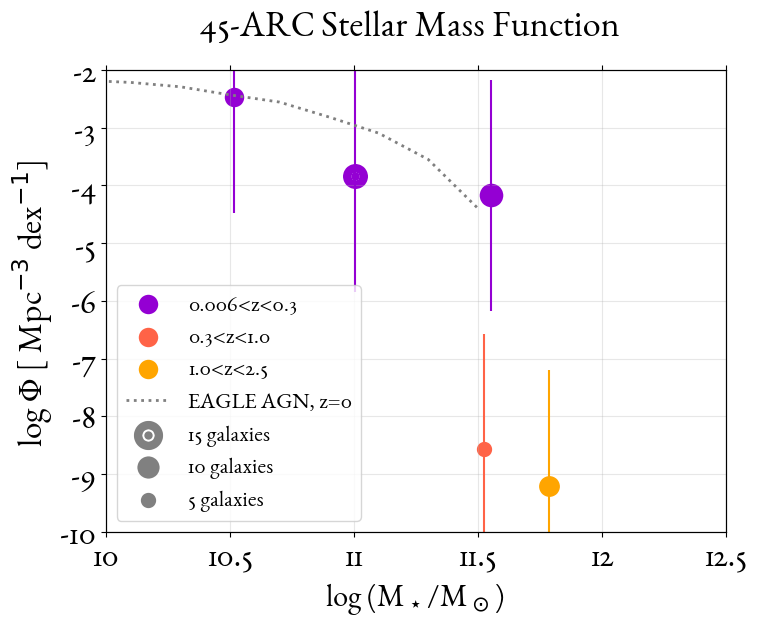 45-ARC Stellar Mass Function
log Φ [ Mpc⁻³ dex⁻¹]
-2
-3
-4
-5
-6
-7
-8
-9
-10
0.006<z<0.3
0.3<z<1.0
1.0<z<2.5
EAGLE AGN, z=0
15 galaxies
10 galaxies
5 galaxies
10 10.5 11 11.5 12 12.5
log (M⋆/M⊙)